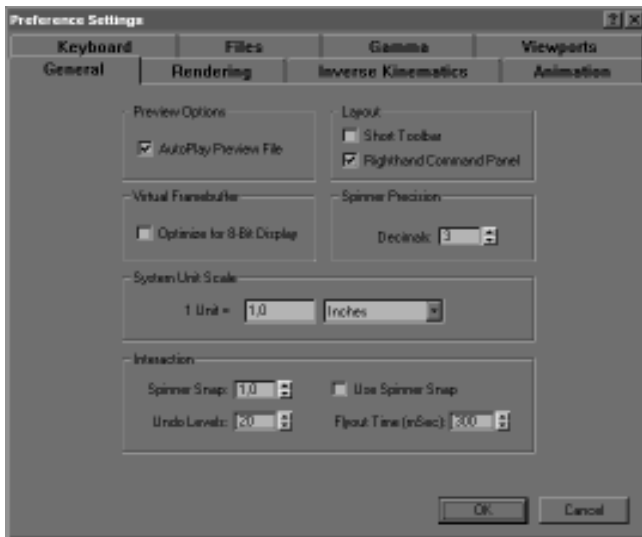 Preference Settings
Keyboard Files Gamma Viewports
General Rendering Inverse Kinematics Animation
Preview Options
AutoPlay Preview File
Layout
Short Toolbar
Righthand Command Panel
Virtual Framebuffer
Optimize for 8-Bit Display
Spinner Precision
Decimals: 3
System Unit Scale
1 Unit = 1,0 Inches
Interaction
Spinner Snap: 1,0 Use Spinner Snap
Undo Levels: 20 Flyout Time (mSec): 300
OK Cancel